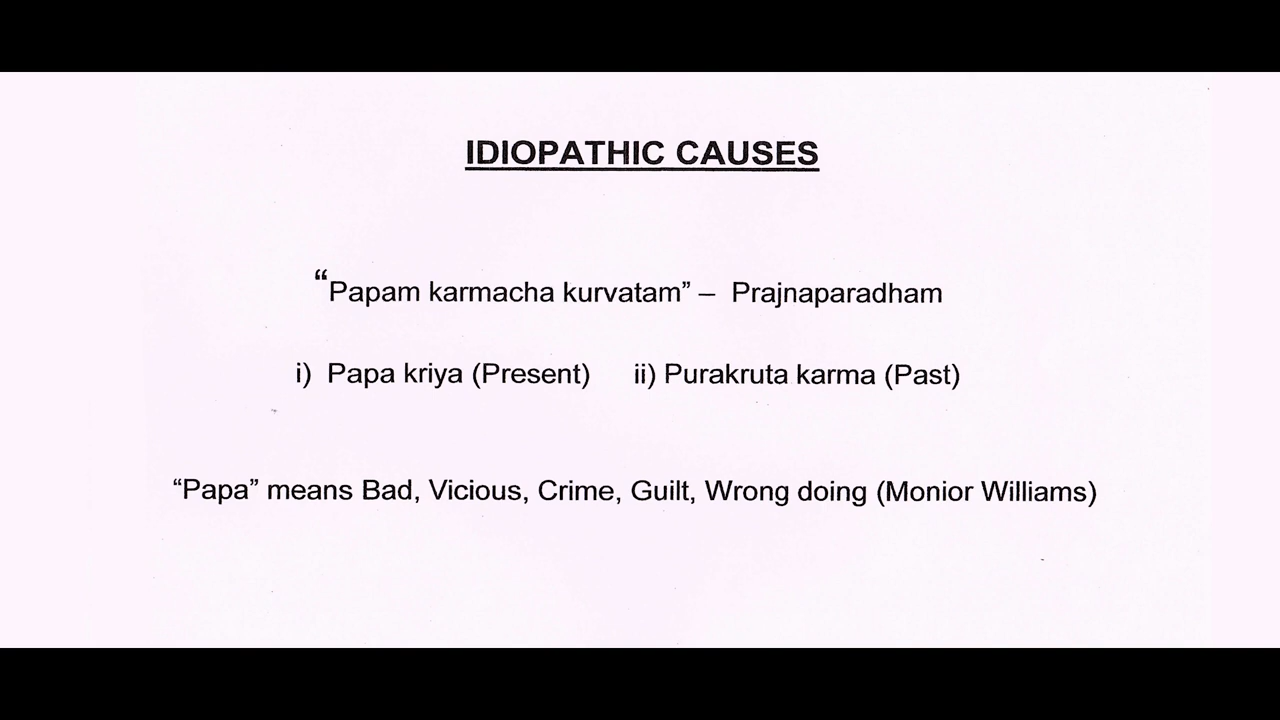 IDIOPATHIC CAUSES
“Papam karmacha kurvatam” – Prajnaparadham
i) Papa kriya (Present) ii) Purakruta karma (Past)
“Papa” means Bad, Vicious, Crime, Guilt, Wrong doing (Monior Williams)